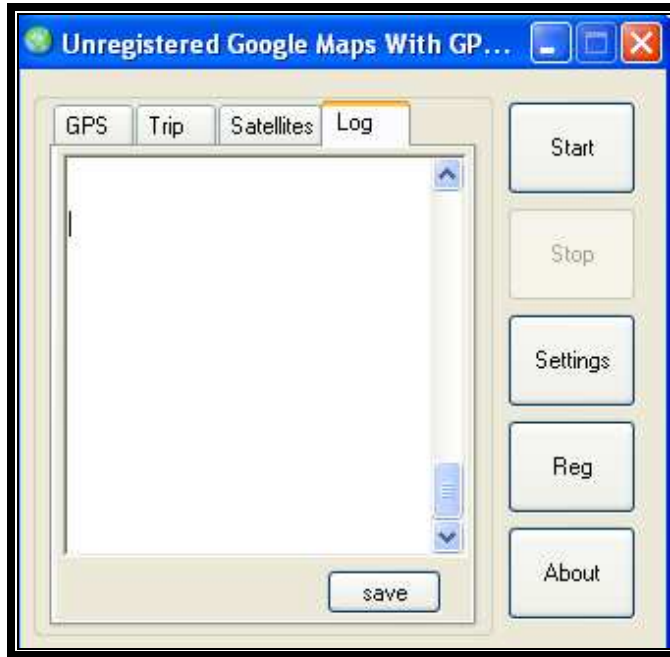 Unregistered Google Maps With GP...
GPS Trip Satellites Log
save
Start
Stop
Settings
Reg
About